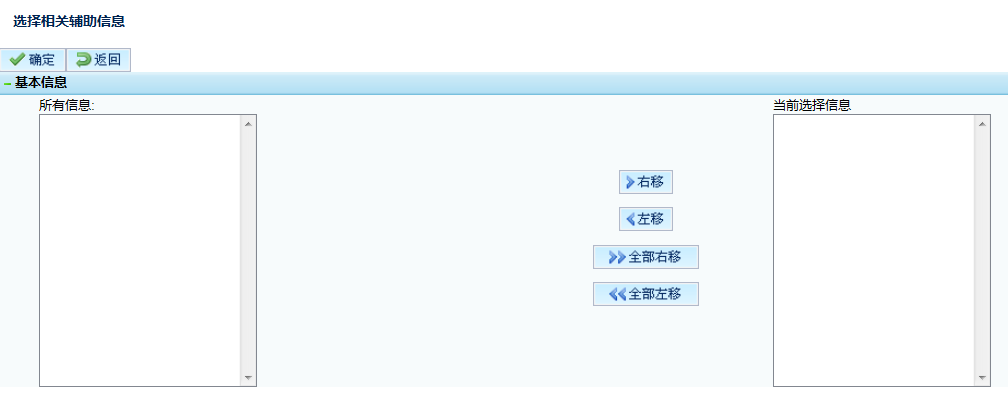 选择相关辅助信息
确定 返回
基本信息
所有信息: 当前选择信息
右移
左移
全部右移
全部左移